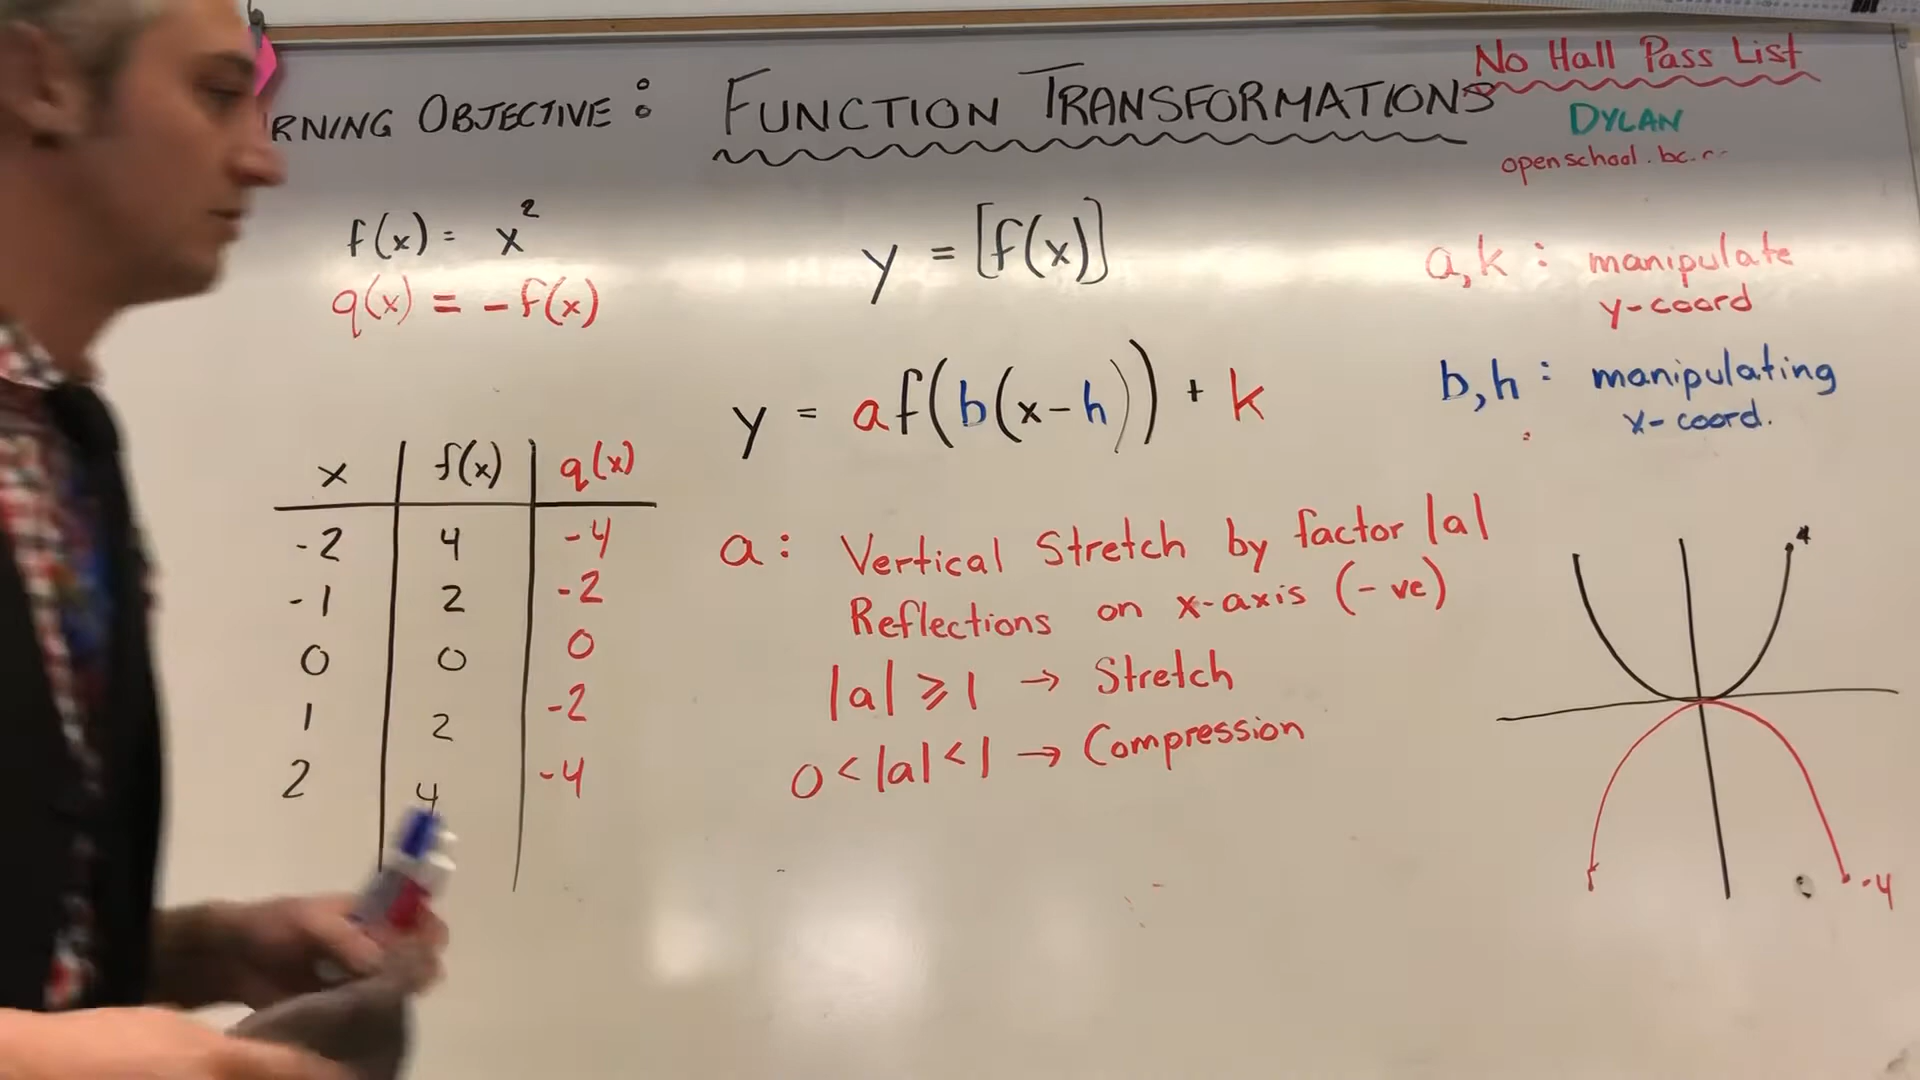 RNING OBJECTIVE : FUNCTION TRANSFORMATIONS
No Hall Pass List
DYLAN
openschool.bc.c
f(x) = x²
q(x) = -f(x)
y = [f(x)]
y = af(b(x-h)) + k
a, k : manipulate
y-coord
b, h : manipulating
x-coord.
x | f(x) | q(x)
-2 | 4 | -4
-1 | 2 | -2
0 | 0 | 0
1 | 2 | -2
2 | 4 | -4
a : Vertical Stretch by factor |a|
Reflections on x-axis (-ve)
|a| ⩾ 1 → Stretch
0 < |a| < 1 → Compression
4
-4